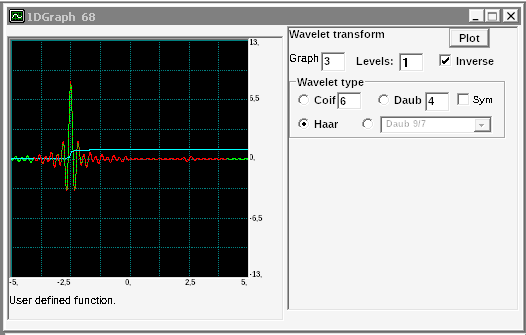 1DGraph 68
13,
6,5
0,
-6,5
-13,
-5, -2,5 0, 2,5 5,
User defined function.
Wavelet transform
Plot
Graph 3 Levels: 1 Inverse
Wavelet type
Coif 6 Daub 4 Sym
Haar Daub 9/7